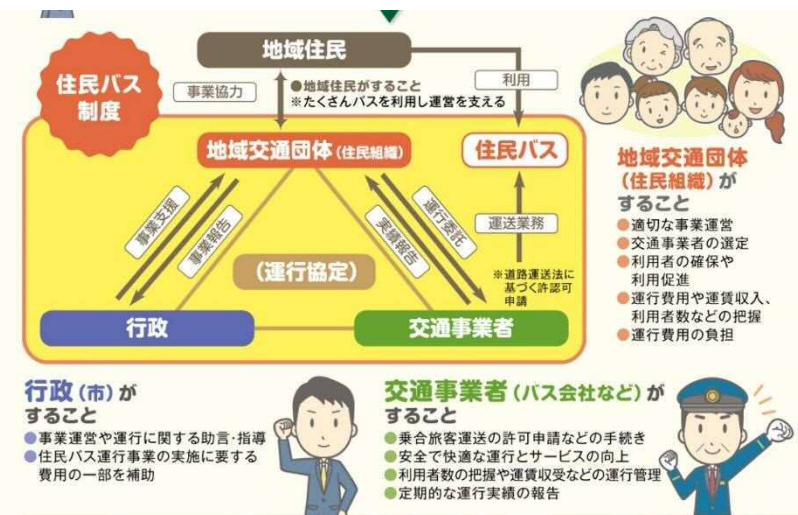 地域住民
住民バス
制度
事業協力
●地域住民がすること
※たくさんバスを利用し運営を支える
利用
地域交通団体(住民組織)
住民バス
事業支援
事業報告
実績報告
運行委託
運送業務
(運行協定)
※道路運送法に
基づく許認可
申請
行政
交通事業者
地域交通団体
(住民組織)が
すること
●適切な事業運営
●交通事業者の選定
●利用者の確保や
利用促進
●運行費用や運賃収入、
利用者数などの把握
●運行費用の負担
行政(市)が
すること
●事業運営や運行に関する助言・指導
●住民バス運行事業の実施に要する
費用の一部を補助
交通事業者(バス会社など)が
すること
●乗合旅客運送の許可申請などの手続き
●安全で快適な運行とサービスの向上
●利用者数の把握や運賃収受などの運行管理
●定期的な運行実績の報告